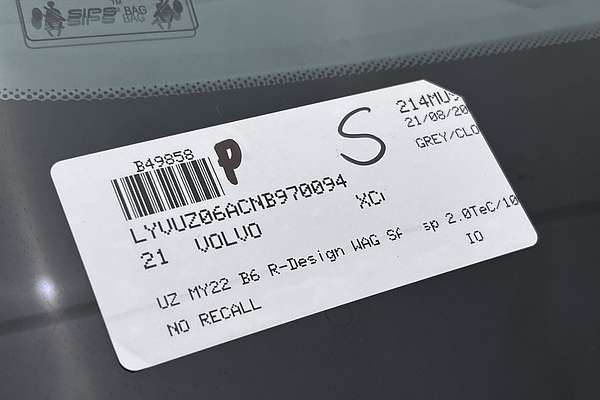 SIPS BAG
B49858 P S 214MU
21/08/20
GREY/CLO
LYVUZ06ACNB970094
21 VOLVO XC
UZ MY22 B6 R-Design WAG Sp 2.0TeC/10
NO RECALL IO